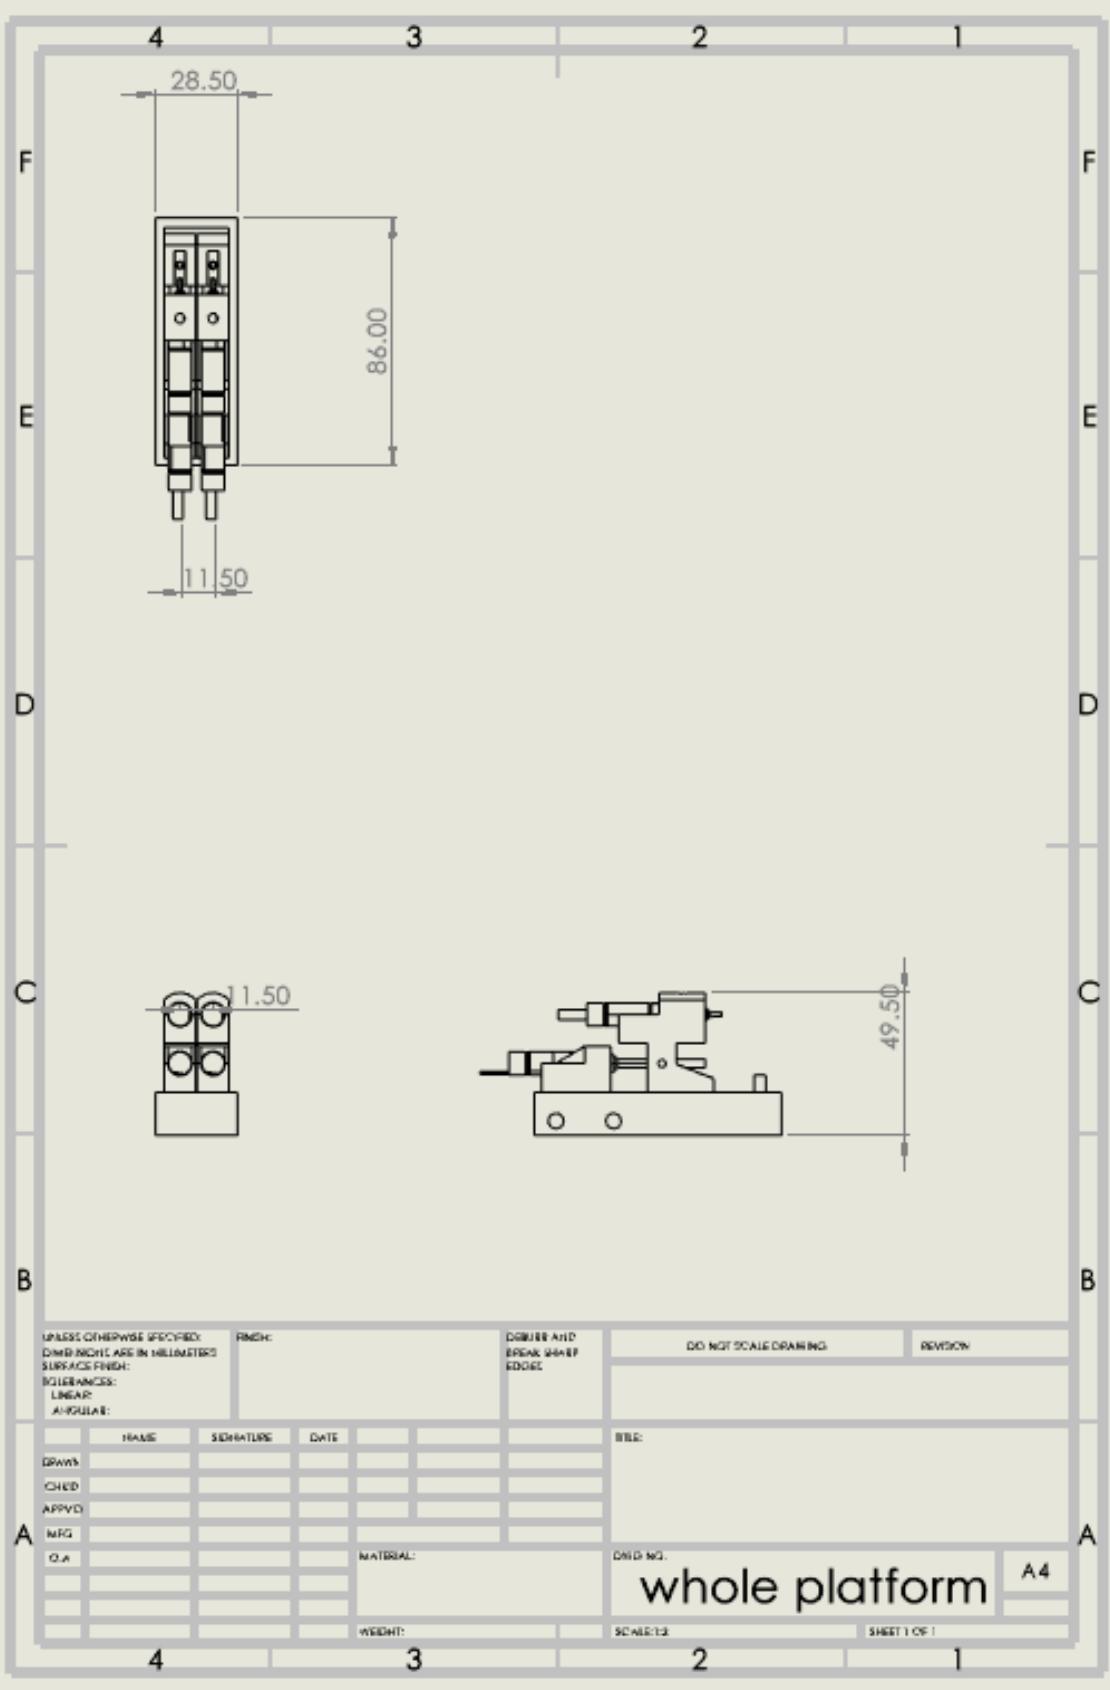 4 3 2 1
28.50
F F
86.00
E E
11.50
D D
C C
11.50
49.50
B B
UNLESS OTHERWISE SPECIFIED:
DIMENSIONS ARE IN MILLIMETERS
SURFACE FINISH:
TOLERANCES:
LINEAR:
ANGULAR:
FINISH:
DEBURR AND
BREAK SHARP
EDGES
DO NOT SCALE DRAWING
REVISION
NAME SIGNATURE DATE
TITLE:
DRAWN
CHK'D
APPV'D
A A
MFG
Q.A
MATERIAL:
DWG NO.
whole platform
A4
WEIGHT:
SCALE:1:2
SHEET 1 OF 1
4 3 2 1